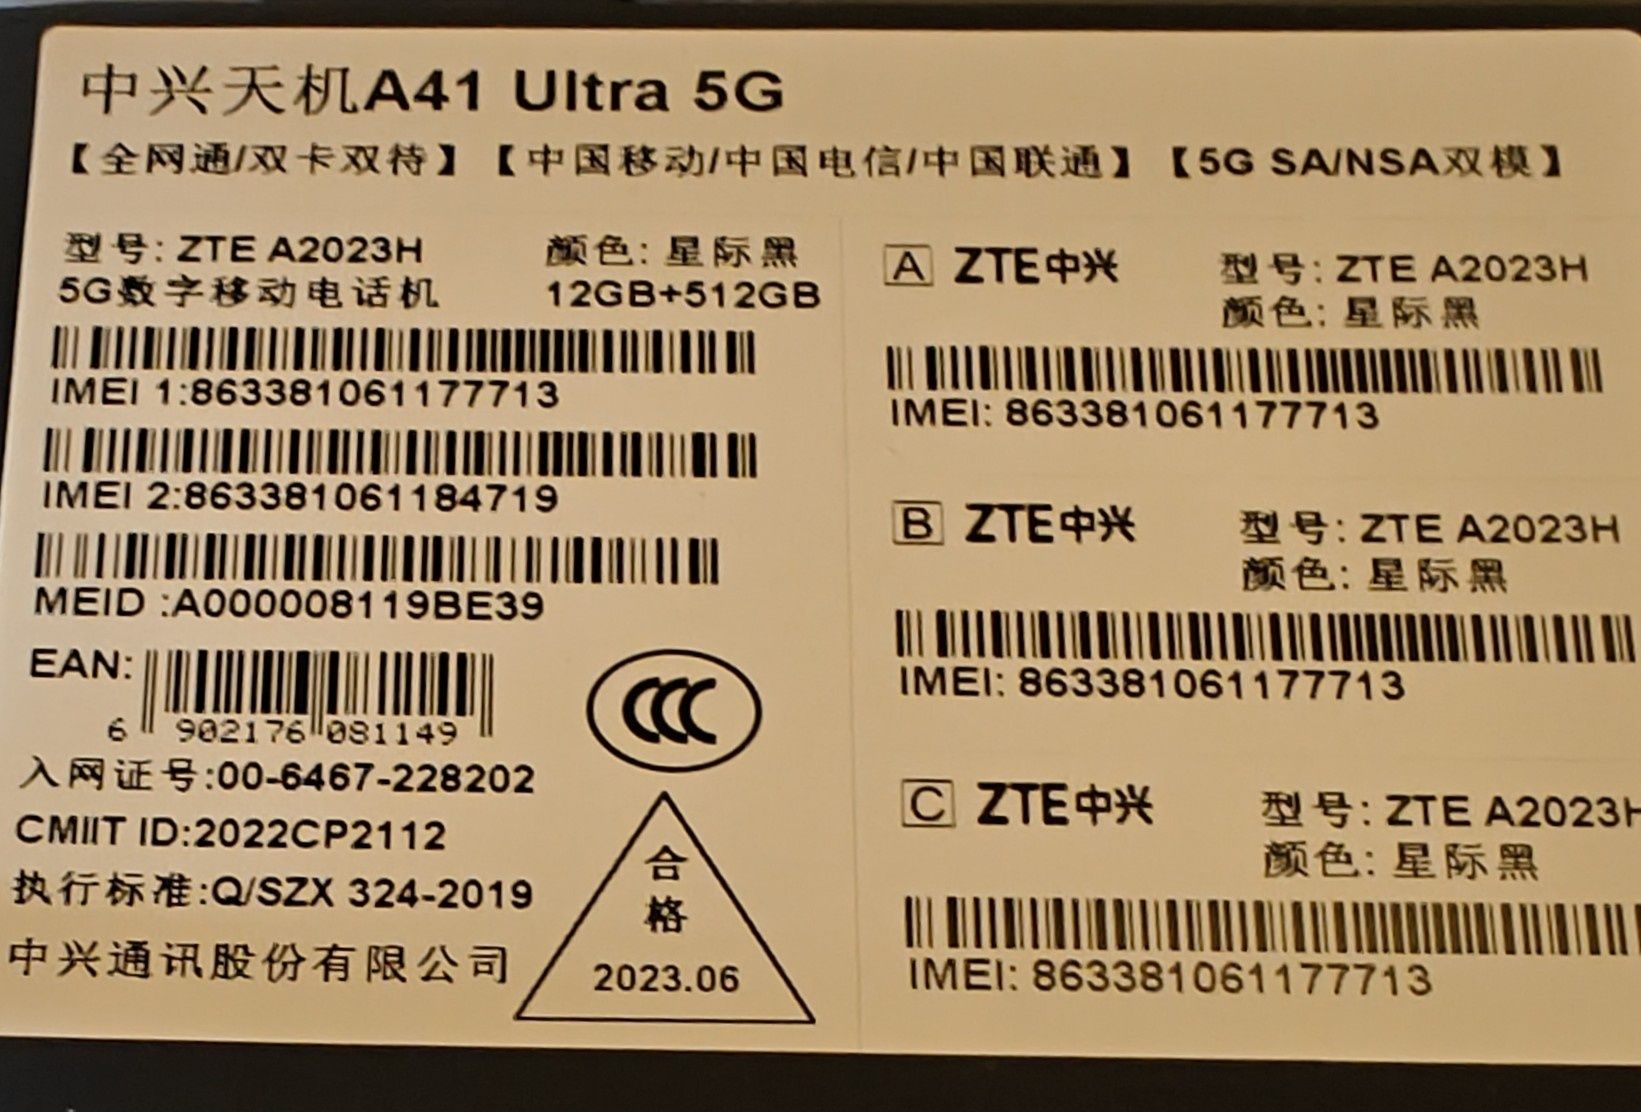 中兴天机A41 Ultra 5G
【全网通/双卡双待】【中国移动/中国电信/中国联通】【5G SA/NSA双模】
型号: ZTE A2023H 颜色: 星际黑
5G数字移动电话机 12GB+512GB
IMEI 1:863381061177713
IMEI 2:863381061184719
MEID :A000008119BE39
EAN:
6 902176 081149
入网证号:00-6467-228202
CMIIT ID:2022CP2112
执行标准:Q/SZX 324-2019
中兴通讯股份有限公司
CCC
合
格
2023.06
A ZTE中兴 型号: ZTE A2023H
颜色: 星际黑
IMEI: 863381061177713
B ZTE中兴 型号: ZTE A2023H
颜色: 星际黑
IMEI: 863381061177713
C ZTE中兴 型号: ZTE A2023H
颜色: 星际黑
IMEI: 863381061177713